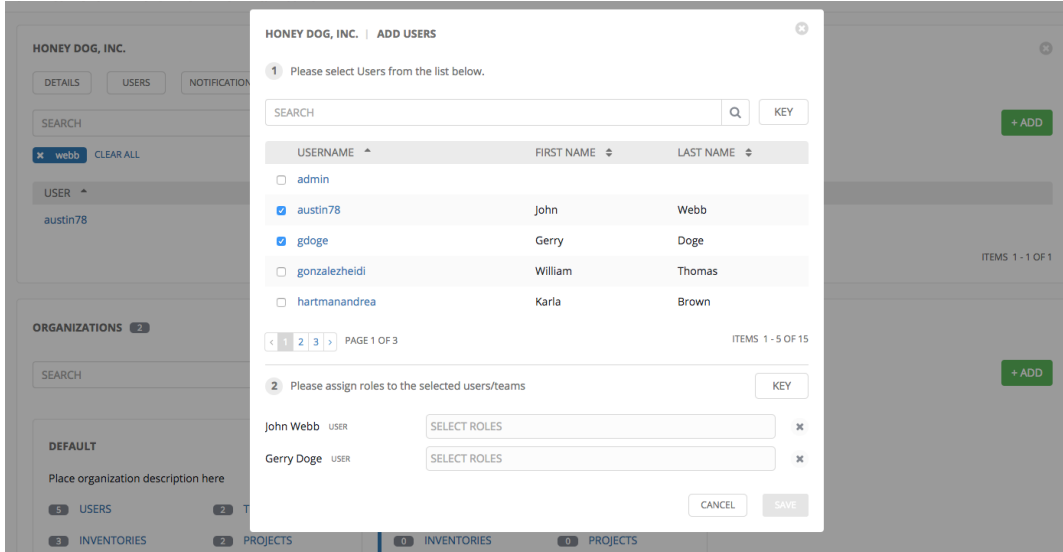 HONEY DOG, INC.
DETAILS USERS NOTIFICATION
SEARCH
+ ADD
webb CLEAR ALL
USER
austin78
ITEMS 1 - 1 OF 1
HONEY DOG, INC. | ADD USERS
1 Please select Users from the list below.
SEARCH KEY
USERNAME FIRST NAME LAST NAME
admin
austin78 John Webb
gdoge Gerry Doge
gonzalezheidi William Thomas
hartmanandrea Karla Brown
< 1 2 3 > PAGE 1 OF 3 ITEMS 1 - 5 OF 15
2 Please assign roles to the selected users/teams KEY
John Webb USER SELECT ROLES
Gerry Doge USER SELECT ROLES
CANCEL SAVE
ORGANIZATIONS 2
SEARCH
+ ADD
DEFAULT
Place organization description here
5 USERS 2 T
3 INVENTORIES 2 PROJECTS
0 INVENTORIES 0 PROJECTS